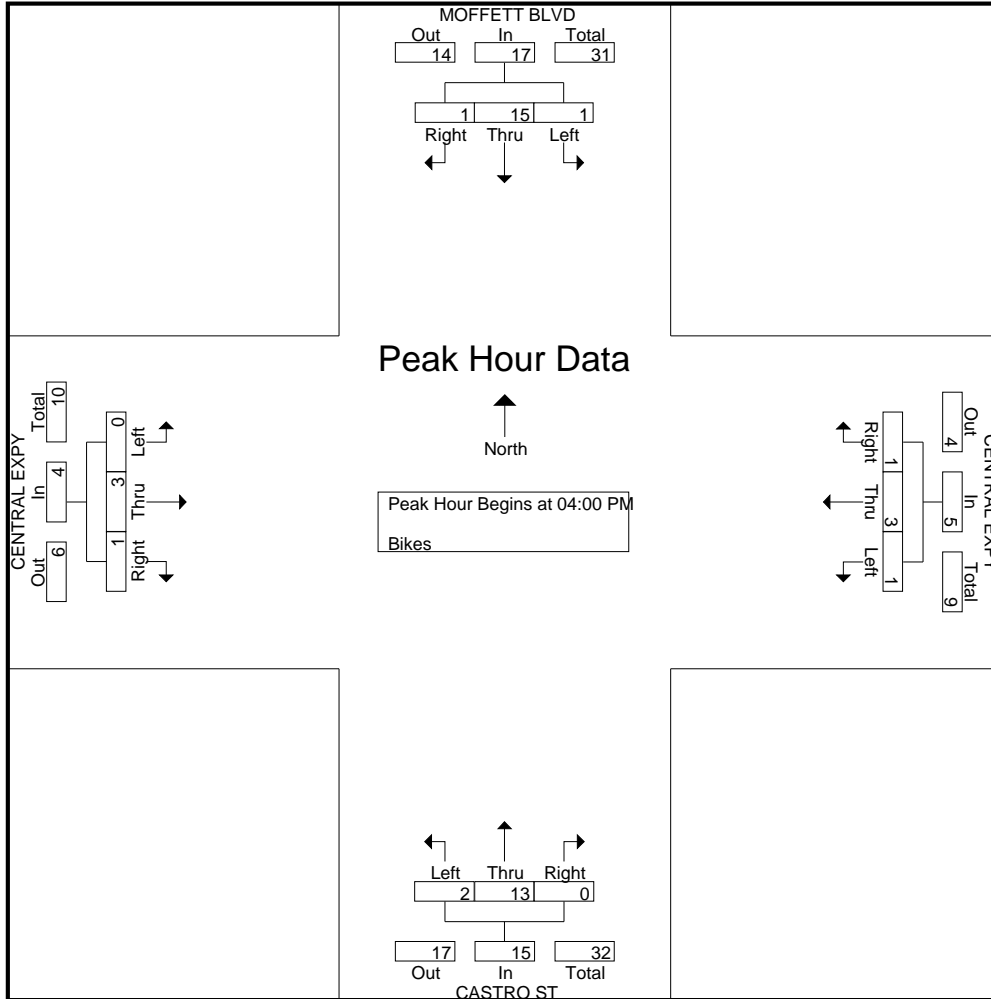 MOFFETT BLVD
Out In Total
14 17 31
1 15 1
Right Thru Left
Peak Hour Data
North
Peak Hour Begins at 04:00 PM
Bikes
CENTRAL EXPY
Total In Out
10 4 6
0 3 1
Left Thru Right
CENTRAL EXPY
Out In Total
4 5 9
1 3 1
Right Thru Left
Left Thru Right
2 13 0
17 15 32
Out In Total
CASTRO ST